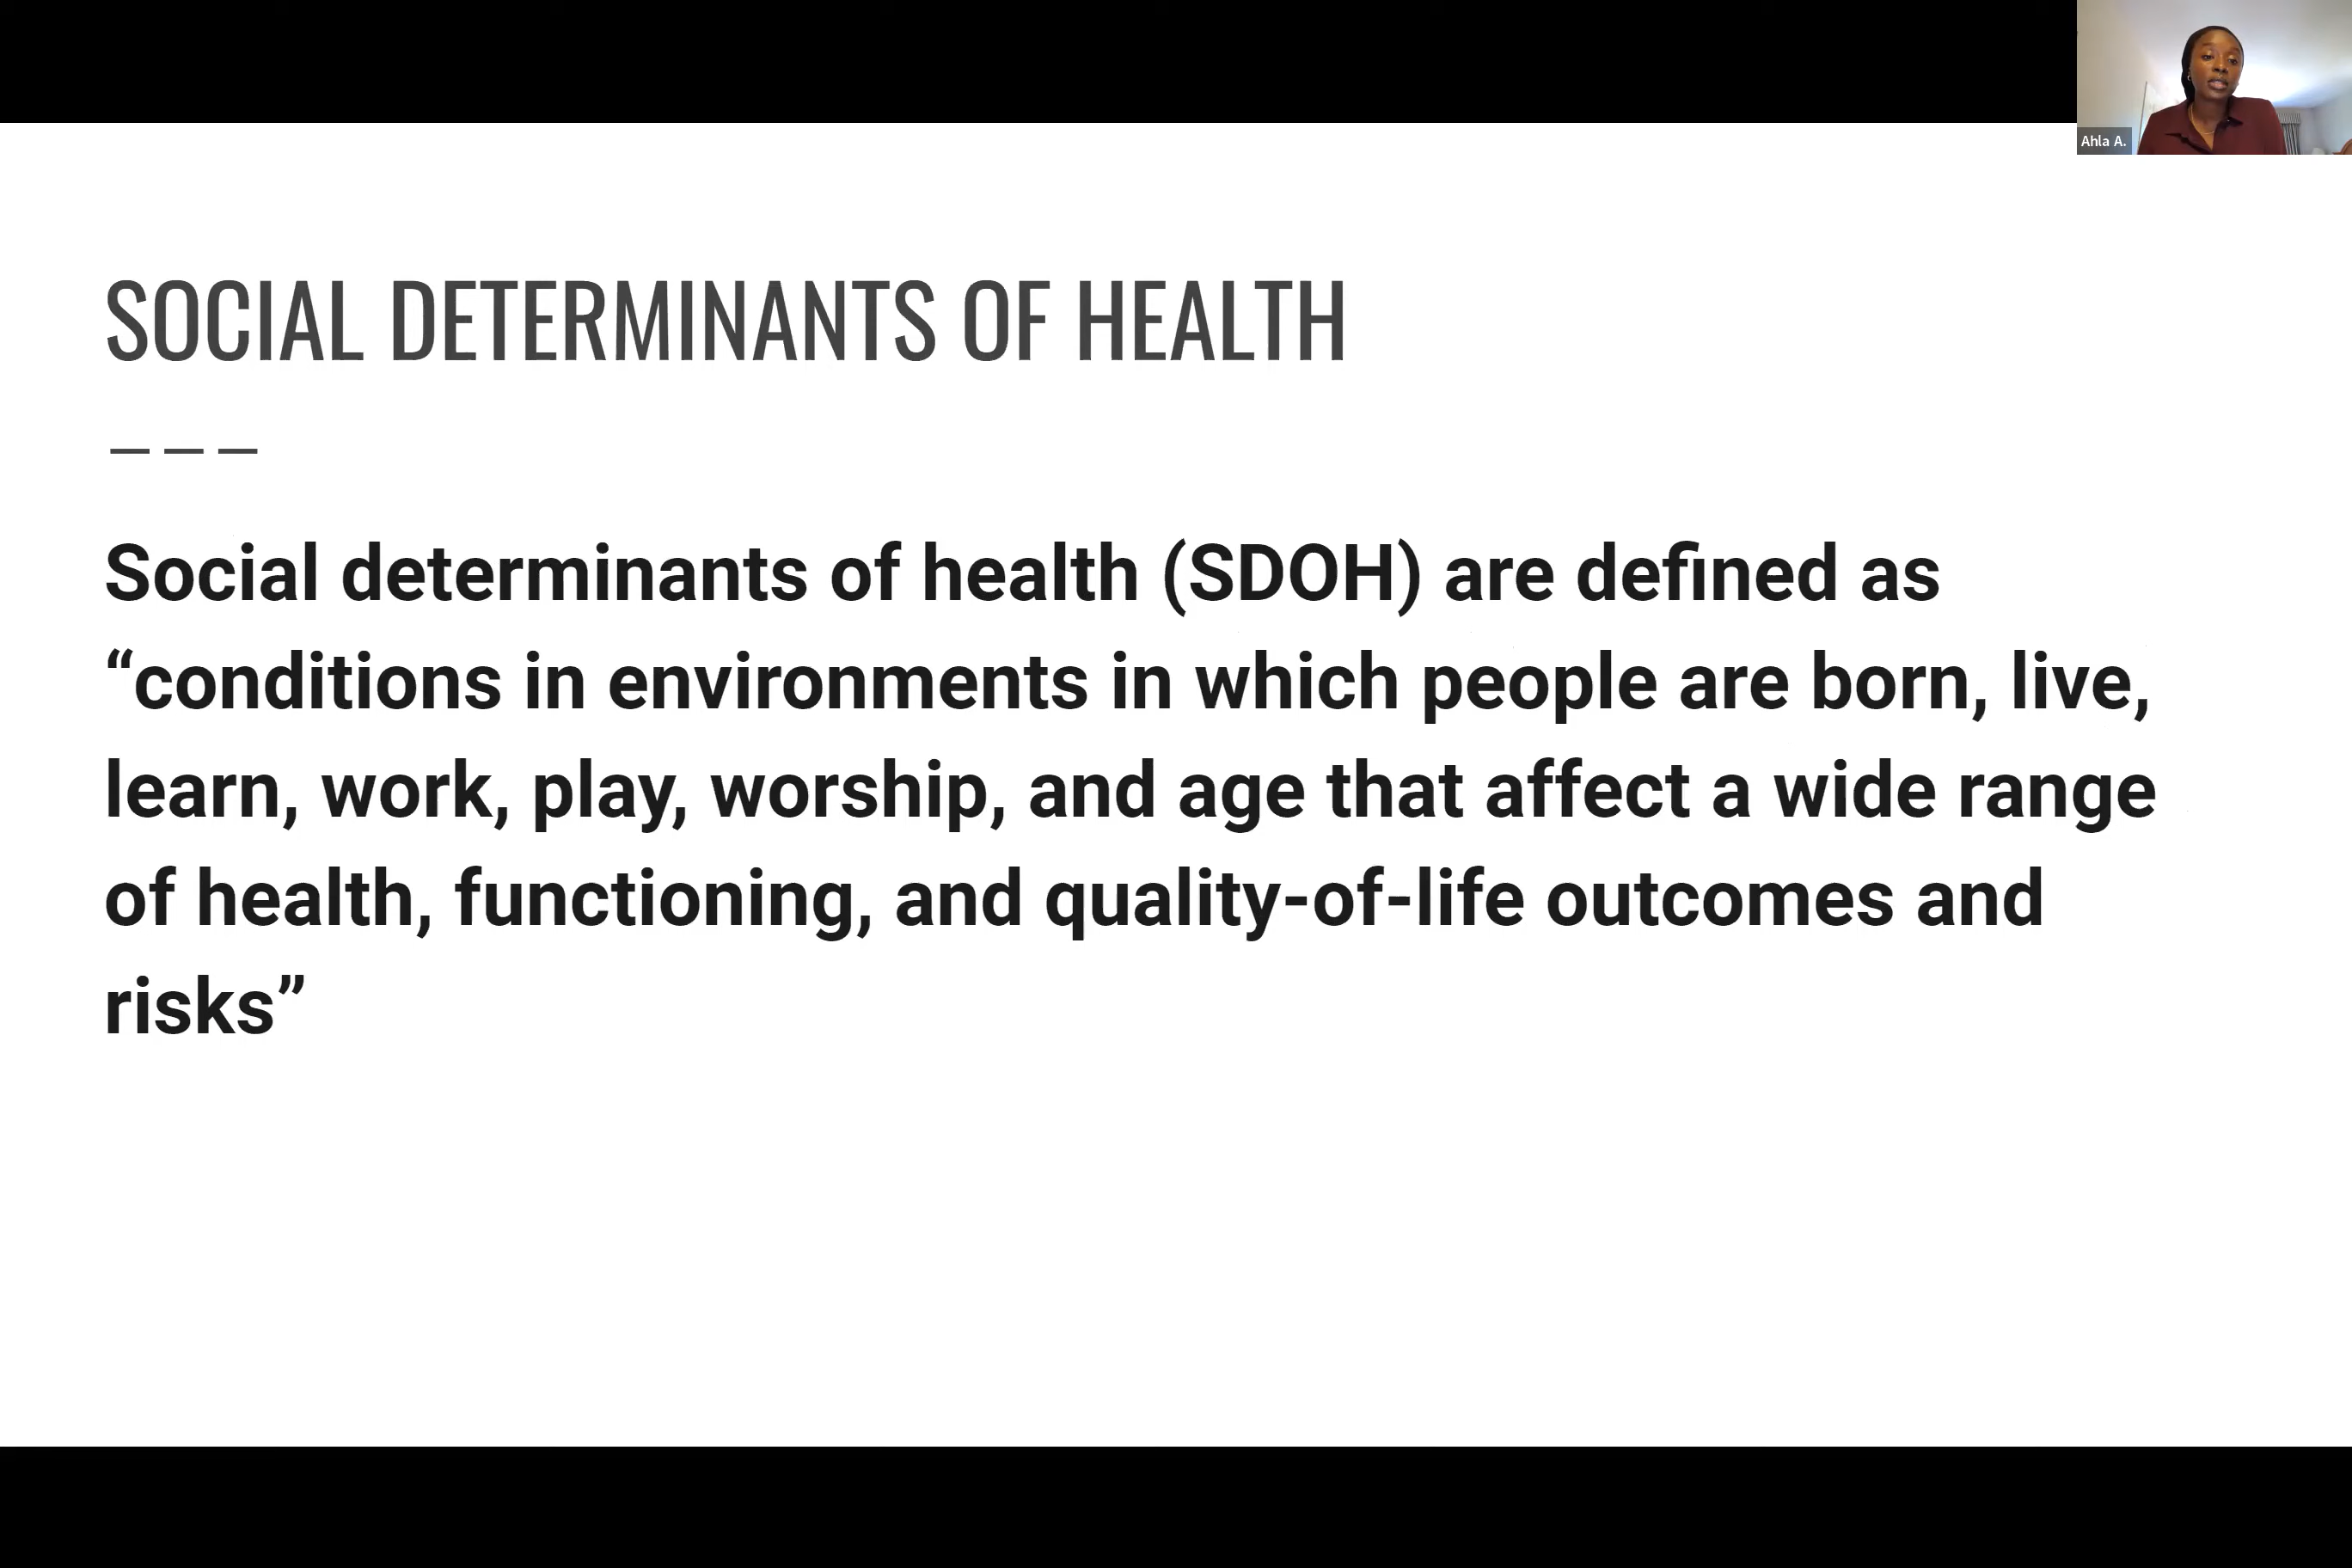 Ahla A.
SOCIAL DETERMINANTS OF HEALTH
Social determinants of health (SDOH) are defined as
“conditions in environments in which people are born, live,
learn, work, play, worship, and age that affect a wide range
of health, functioning, and quality-of-life outcomes and
risks”